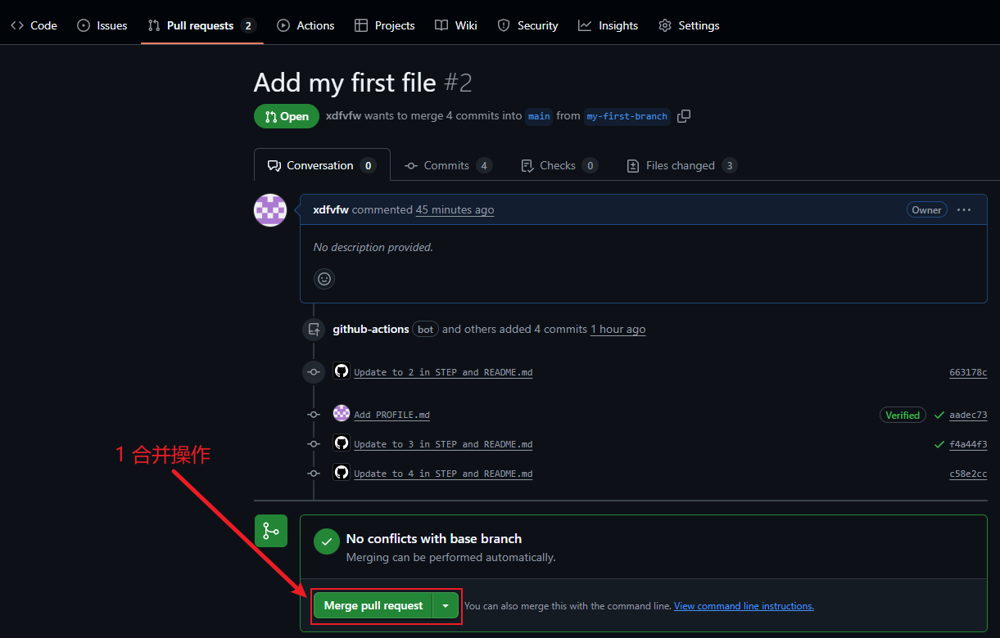 Code Issues Pull requests 2 Actions Projects Wiki Security Insights Settings
Add my first file #2
Open xdfvfw wants to merge 4 commits into main from my-first-branch
Conversation 0 Commits 4 Checks 0 Files changed 3
xdfvfw commented 45 minutes ago Owner
No description provided.
github-actions bot and others added 4 commits 1 hour ago
Update to 2 in STEP and README.md 663178c
Add PROFILE.md Verified aadec73
Update to 3 in STEP and README.md f4a44f3
1 合并操作
Update to 4 in STEP and README.md c58e2cc
No conflicts with base branch
Merging can be performed automatically.
Merge pull request You can also merge this with the command line. View command line instructions.